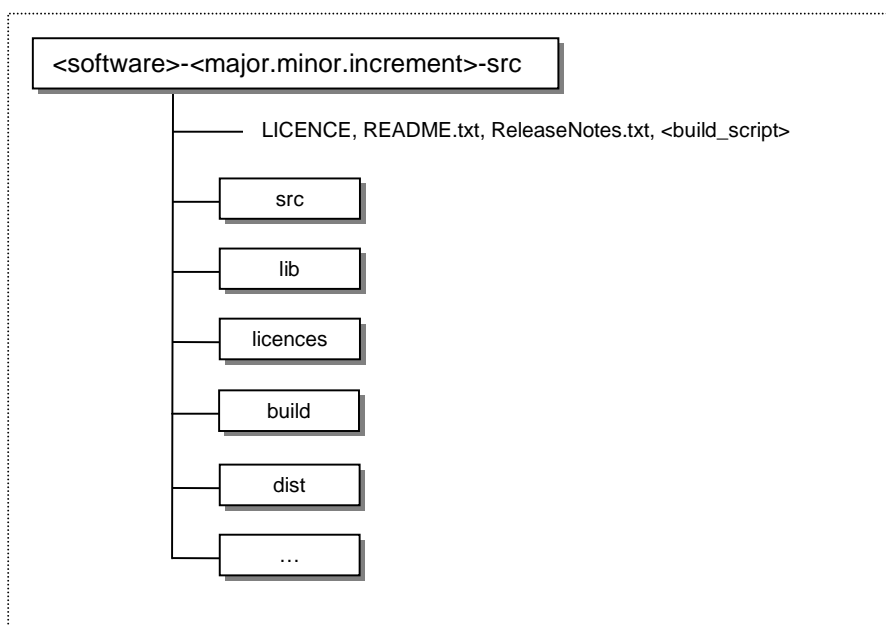 <software>-<major.minor.increment>-src
LICENCE, README.txt, ReleaseNotes.txt, <build_script>
src
lib
licences
build
dist
…